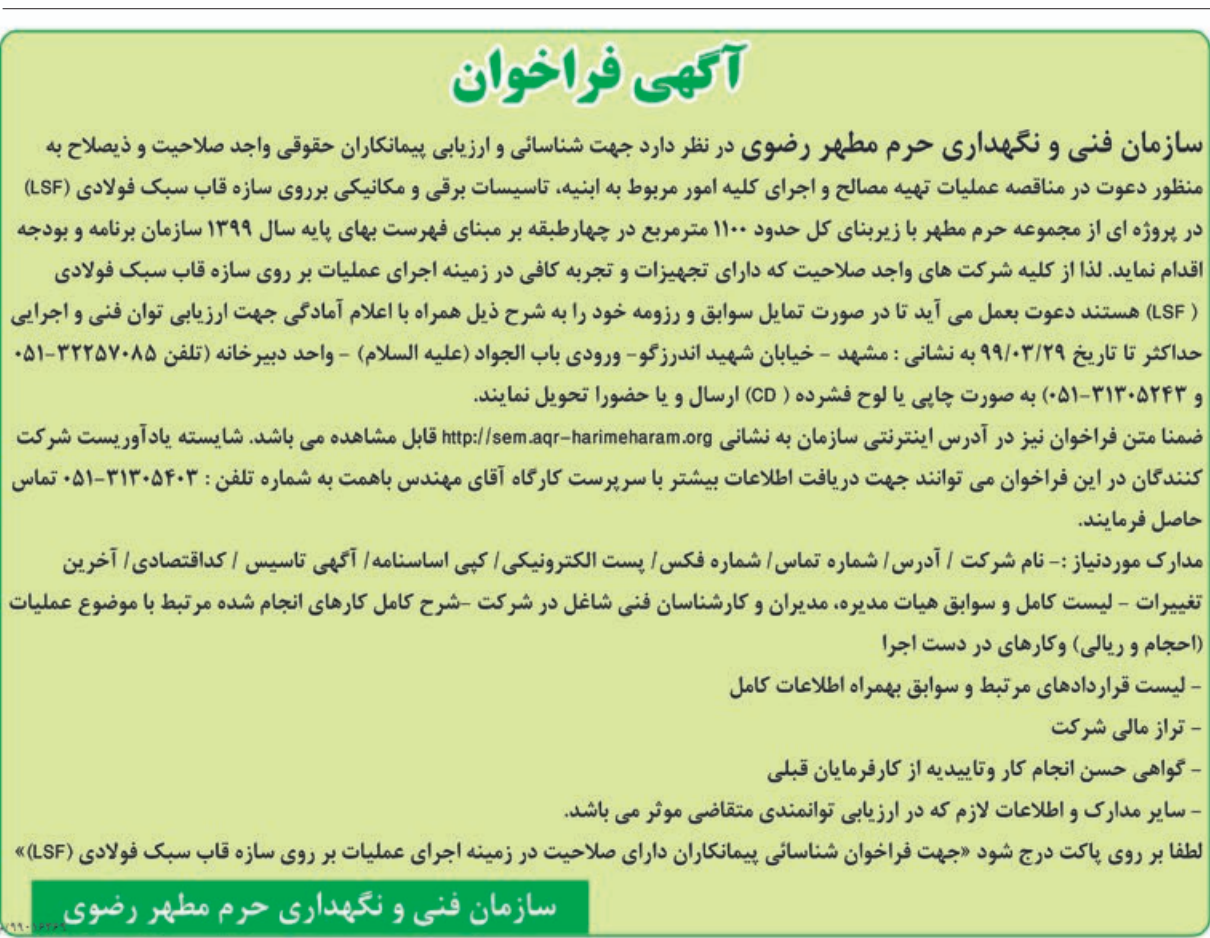 آگهی فراخوان
سازمان فنی و نگهداری حرم مطهر رضوی در نظر دارد جهت شناسائی و ارزیابی پیمانکاران حقوقی واجد صلاحیت و ذیصلاح به
منظور دعوت در مناقصه عملیات تهیه مصالح و اجرای کلیه امور مربوط به ابنیه، تاسیسات برقی و مکانیکی برروی سازه قاب سبک فولادی (LSF)
در پروژه ای از مجموعه حرم مطهر با زیربنای کل حدود ۱۱۰۰ مترمربع در چهارطبقه بر مبنای فهرست بهای پایه سال ۱۳۹۹ سازمان برنامه و بودجه
اقدام نماید. لذا از کلیه شرکت های واجد صلاحیت که دارای تجهیزات و تجربه کافی در زمینه اجرای عملیات بر روی سازه قاب سبک فولادی
( LSF) هستند دعوت بعمل می آید تا در صورت تمایل سوابق و رزومه خود را به شرح ذیل همراه با اعلام آمادگی جهت ارزیابی توان فنی و اجرایی
حداکثر تا تاریخ ۹۹/۰۳/۲۹ به نشانی : مشهد - خیابان شهید اندرزگو- ورودی باب الجواد (علیه السلام) - واحد دبیرخانه (تلفن ۳۲۲۵۷۰۸۵-۰۵۱
و ۳۱۳۰۵۲۴۳-۰۵۱) به صورت چاپی یا لوح فشرده ( CD) ارسال و یا حضورا تحویل نمایند.
ضمنا متن فراخوان نیز در آدرس اینترنتی سازمان به نشانی http://sem.aqr-harimeharam.org قابل مشاهده می باشد. شایسته یادآوریست شرکت
کنندگان در این فراخوان می توانند جهت دریافت اطلاعات بیشتر با سرپرست کارگاه آقای مهندس باهمت به شماره تلفن : ۳۱۳۰۵۴۰۳-۰۵۱ تماس
حاصل فرمایند.
مدارک موردنیاز :- نام شرکت / آدرس/ شماره تماس/ شماره فکس/ پست الکترونیکی/ کپی اساسنامه/ آگهی تاسیس / کداقتصادی/ آخرین
تغییرات - لیست کامل و سوابق هیات مدیره، مدیران و کارشناسان فنی شاغل در شرکت -شرح کامل کارهای انجام شده مرتبط با موضوع عملیات
(احجام و ریالی) وکارهای در دست اجرا
- لیست قراردادهای مرتبط و سوابق بهمراه اطلاعات کامل
- تراز مالی شرکت
- گواهی حسن انجام کار وتاییدیه از کارفرمایان قبلی
- سایر مدارک و اطلاعات لازم که در ارزیابی توانمندی متقاضی موثر می باشد.
لطفا بر روی پاکت درج شود «جهت فراخوان شناسائی پیمانکاران دارای صلاحیت در زمینه اجرای عملیات بر روی سازه قاب سبک فولادی (LSF)»
سازمان فنی و نگهداری حرم مطهر رضوی